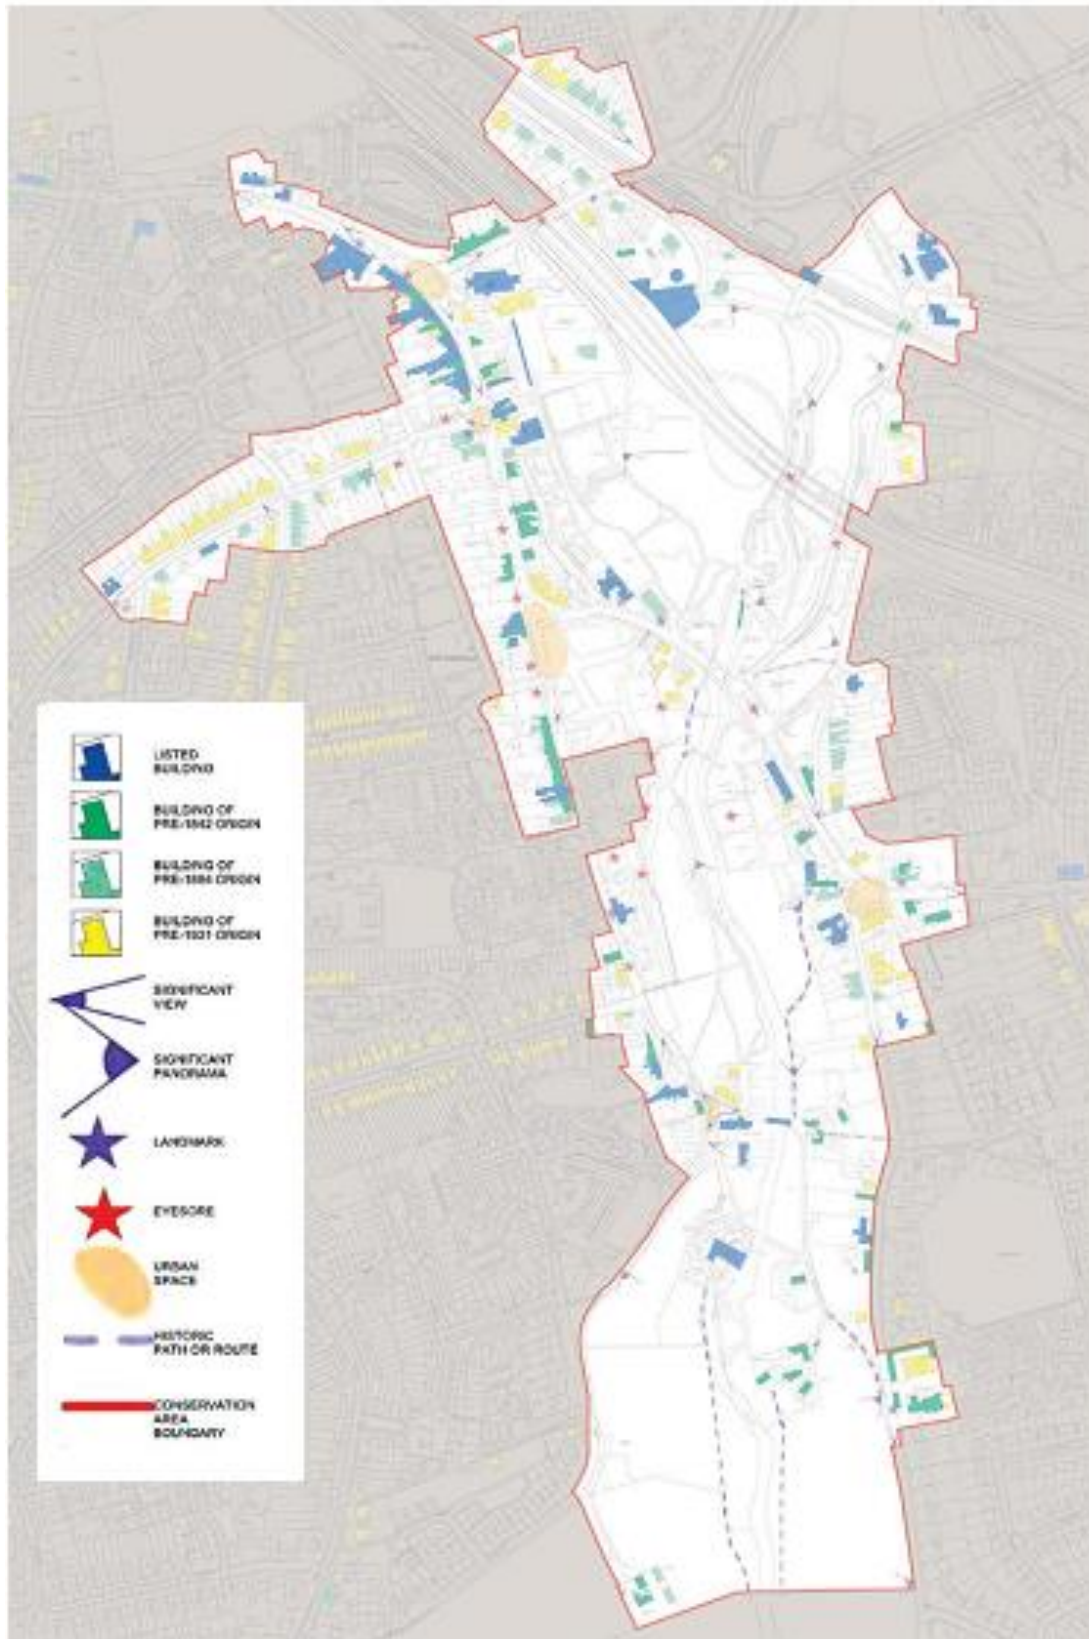 LISTED
BUILDING
BUILDING OF
PRE-1842 ORIGIN
BUILDING OF
PRE-1894 ORIGIN
BUILDING OF
PRE-1931 ORIGIN
SIGNIFICANT
VIEW
SIGNIFICANT
PANORAMA
LANDMARK
EYESORE
URBAN
SPACE
HISTORIC
PATH OR ROUTE
CONSERVATION
AREA
BOUNDARY